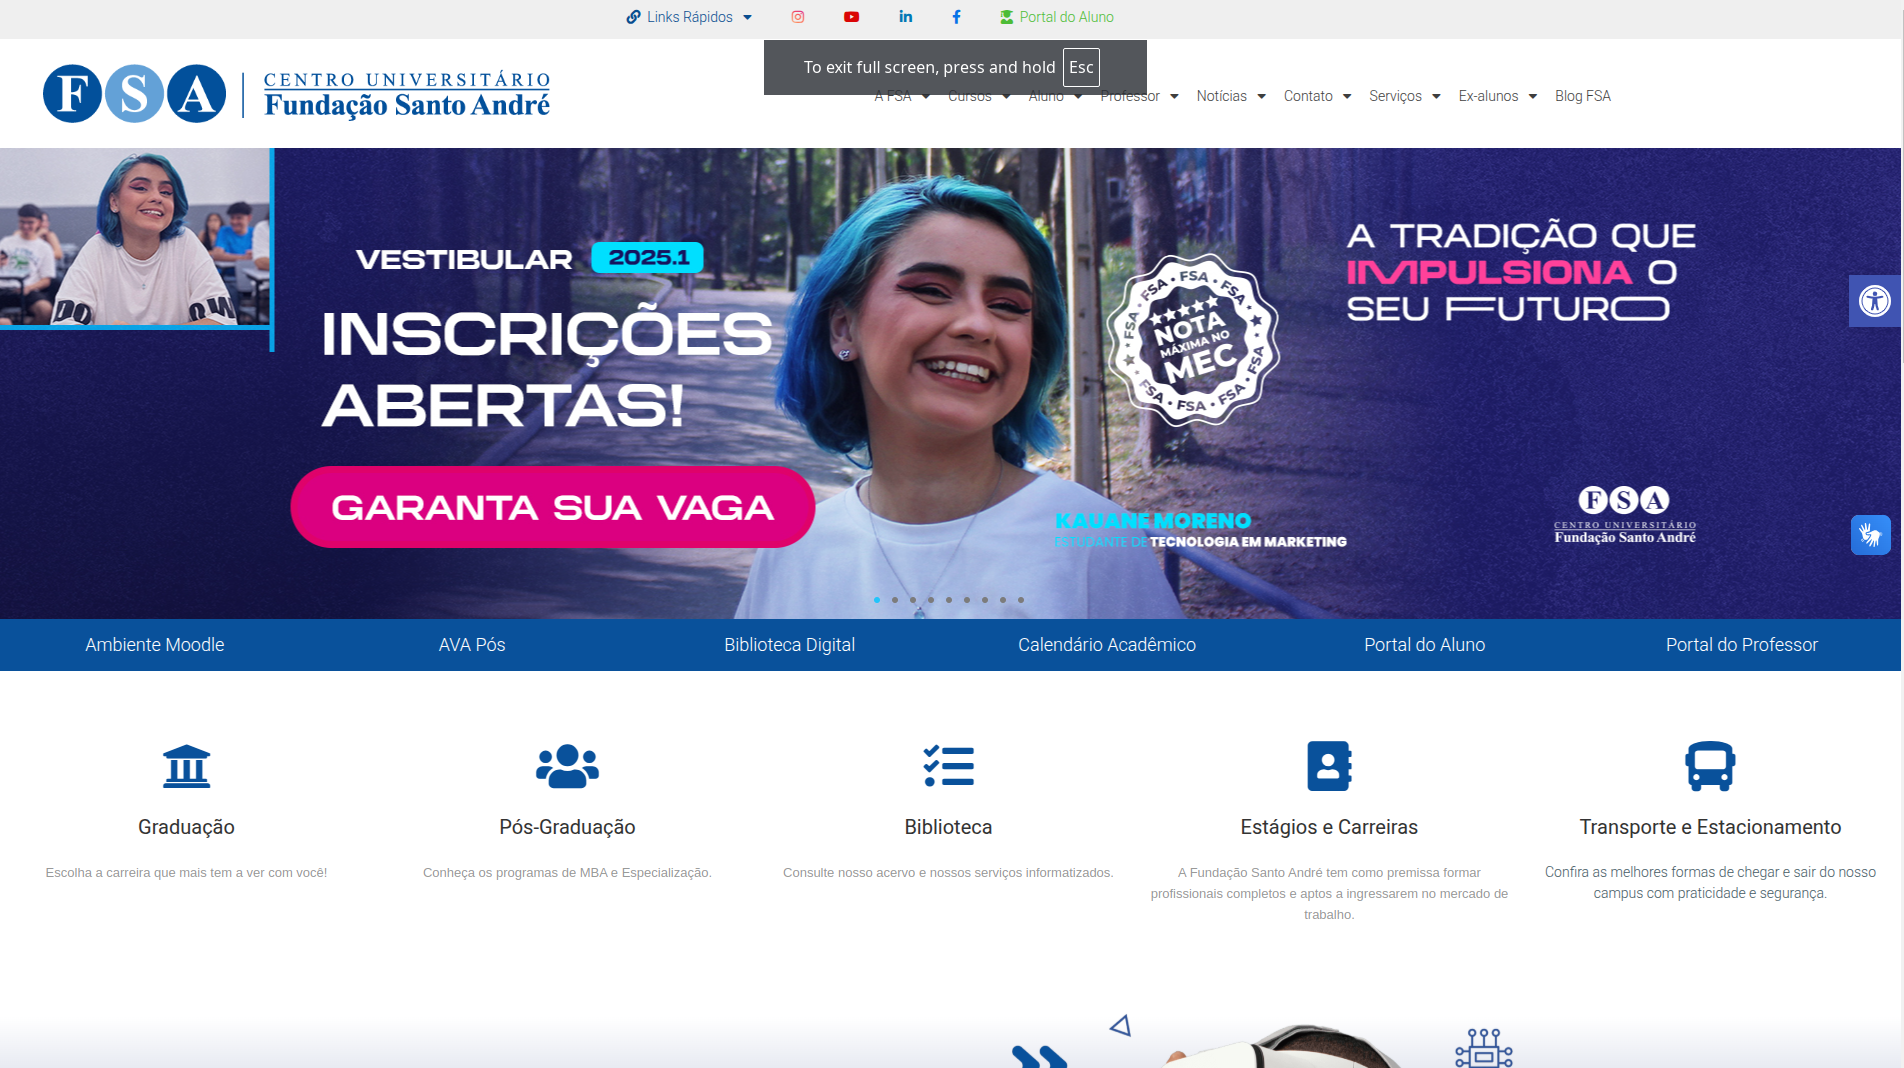 Links Rápidos
Portal do Aluno
To exit full screen, press and hold Esc
FSA
CENTRO UNIVERSITÁRIO
Fundação Santo André
A FSA
Cursos
Aluno
Professor
Notícias
Contato
Serviços
Ex-alunos
Blog FSA
DO
OW
VESTIBULAR 2025.1
INSCRIÇÕES
ABERTAS!
GARANTA SUA VAGA
FSA • FSA • FSA
NOTA
MÁXIMA NO
MEC
FSA • FSA • FSA
A TRADIÇÃO QUE
IMPULSIONA O
SEU FUTURO
KAUANE MORENO
ESTUDANTE DE TECNOLOGIA EM MARKETING
FSA
CENTRO UNIVERSITÁRIO
Fundação Santo André
Ambiente Moodle
AVA Pós
Biblioteca Digital
Calendário Acadêmico
Portal do Aluno
Portal do Professor
Graduação
Escolha a carreira que mais tem a ver com você!
Pós-Graduação
Conheça os programas de MBA e Especialização.
Biblioteca
Consulte nosso acervo e nossos serviços informatizados.
Estágios e Carreiras
A Fundação Santo André tem como premissa formar
profissionais completos e aptos a ingressarem no mercado de
trabalho.
Transporte e Estacionamento
Confira as melhores formas de chegar e sair do nosso
campus com praticidade e segurança.